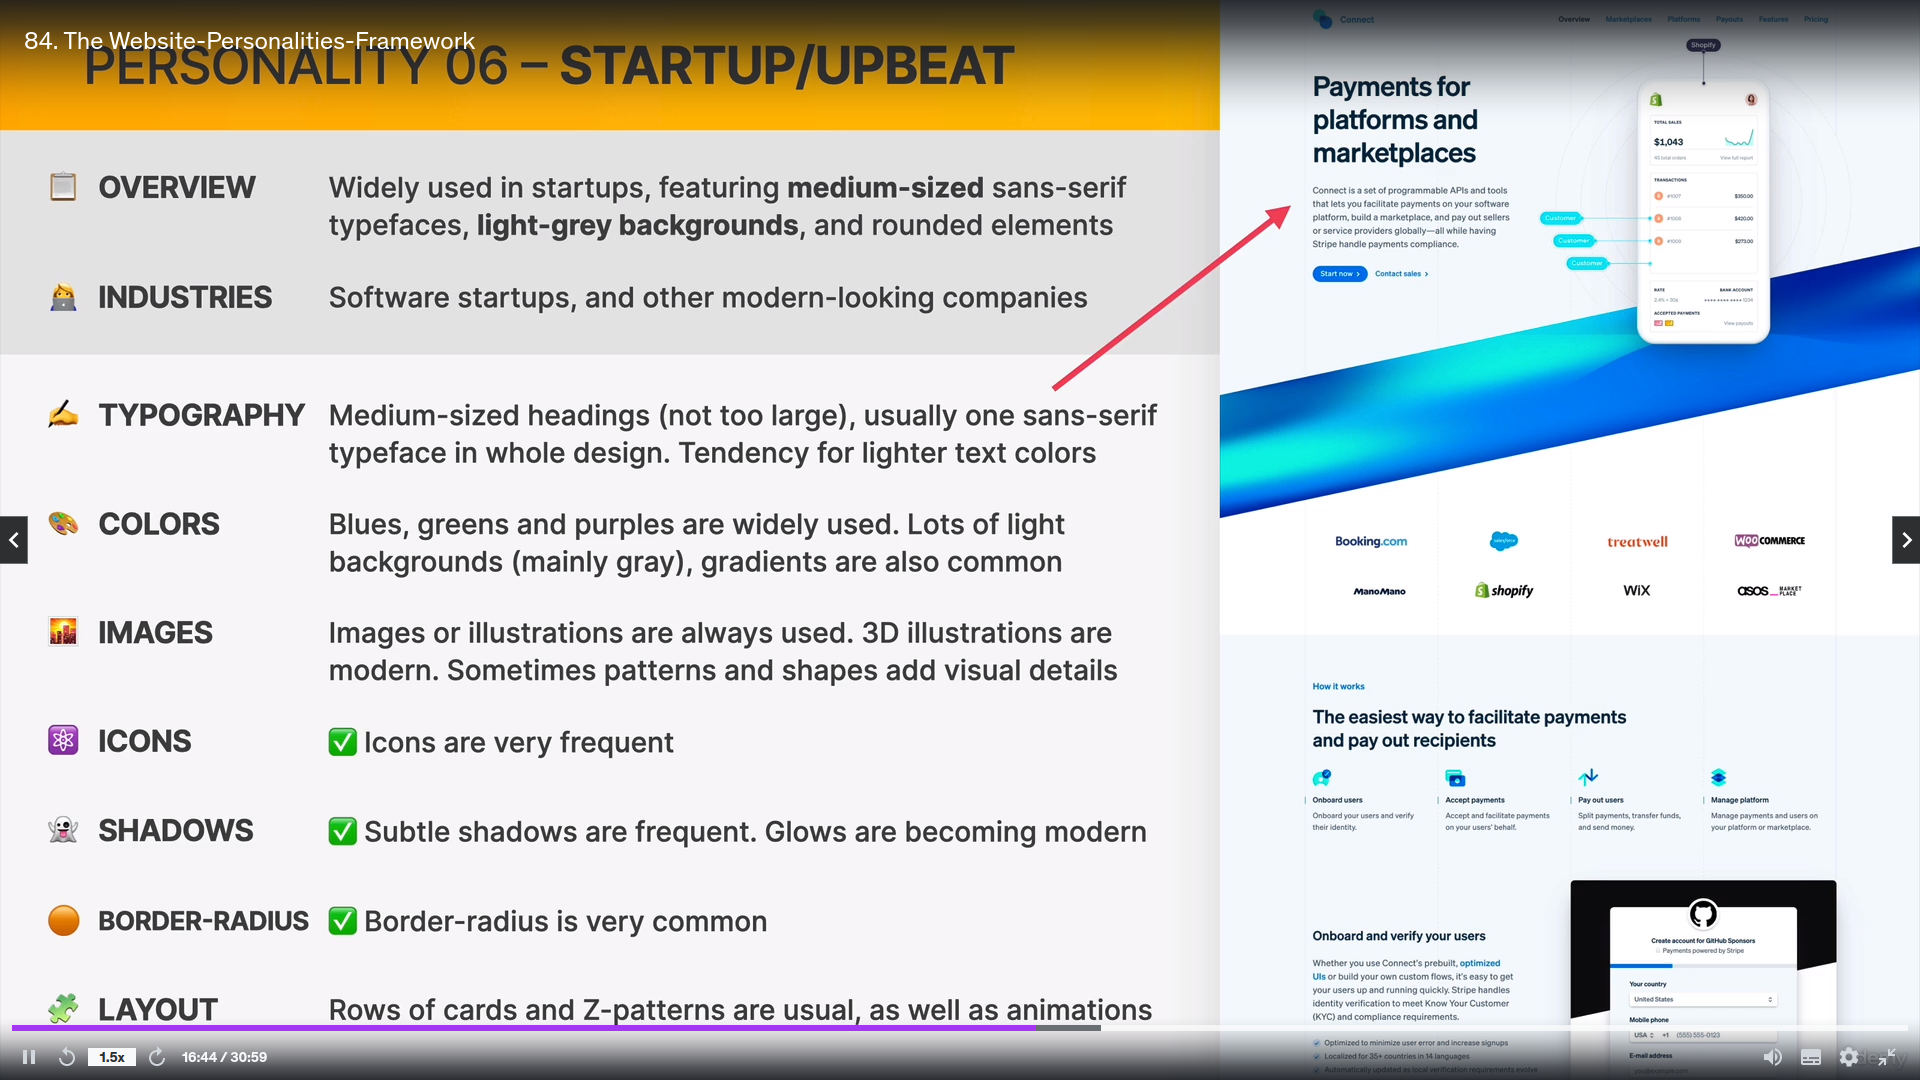 84. The Website-Personalities-Framework
PERSONALITY 06 – STARTUP/UPBEAT
OVERVIEW
Widely used in startups, featuring medium-sized sans-serif
typefaces, light-grey backgrounds, and rounded elements
INDUSTRIES
Software startups, and other modern-looking companies
TYPOGRAPHY
Medium-sized headings (not too large), usually one sans-serif
typeface in whole design. Tendency for lighter text colors
COLORS
Blues, greens and purples are widely used. Lots of light
backgrounds (mainly gray), gradients are also common
IMAGES
Images or illustrations are always used. 3D illustrations are
modern. Sometimes patterns and shapes add visual details
ICONS
✅ Icons are very frequent
SHADOWS
✅ Subtle shadows are frequent. Glows are becoming modern
BORDER-RADIUS
✅ Border-radius is very common
LAYOUT
Rows of cards and Z-patterns are usual, as well as animations
Connect
Overview Marketplaces Platforms Payouts Features Pricing
Shopify
Payments for
platforms and
marketplaces
Connect is a set of programmable APIs and tools
that lets you facilitate payments on your software
platform, build a marketplace, and pay out sellers
or service providers globally—all while having
Stripe handle payments compliance.
Start now >
Contact sales >
TOTAL SALES
$1,043
40 total orders View full report
TRANSACTIONS
#1007 $350.00
#1008 $420.00
#1009 $273.00
Customer
Customer
Customer
RATE BANK ACCOUNT
2.4% + 30¢ •••• •••• •••• 1234
ACCEPTED PAYMENTS
View payouts
Booking.com
salesforce
treatwell
WOO COMMERCE
ManoMano
shopify
WiX
asos MARKET
PLACE
How it works
The easiest way to facilitate payments
and pay out recipients
Onboard users
Onboard your users and verify
their identity.
Accept payments
Accept and facilitate payments
on your users' behalf.
Pay out users
Split payments, transfer funds,
and send money.
Manage platform
Manage payments and users on
your platform or marketplace.
Onboard and verify your users
Whether you use Connect's prebuilt, optimized
UIs or build your own custom flows, it's easy to get
your users up and running quickly. Stripe handles
identity verification to meet Know Your Customer
(KYC) and compliance requirements.
Optimized to minimize user error and increase signups
Localized for 35+ countries in 14 languages
Automatically updated as local verification requirements evolve
Create account for GitHub Sponsors
Payments powered by Stripe
Your country
United States
Mobile phone
USA +1 (555) 555-0123
E-mail address
you@example.com
1.5x
16:44 / 30:59